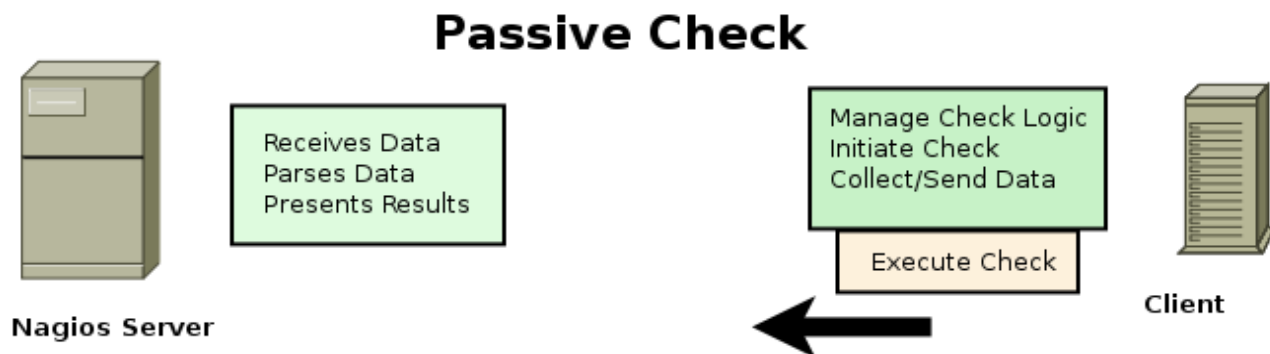 Passive Check
Receives Data
Parses Data
Presents Results
Manage Check Logic
Initiate Check
Collect/Send Data
Execute Check
Nagios Server
Client